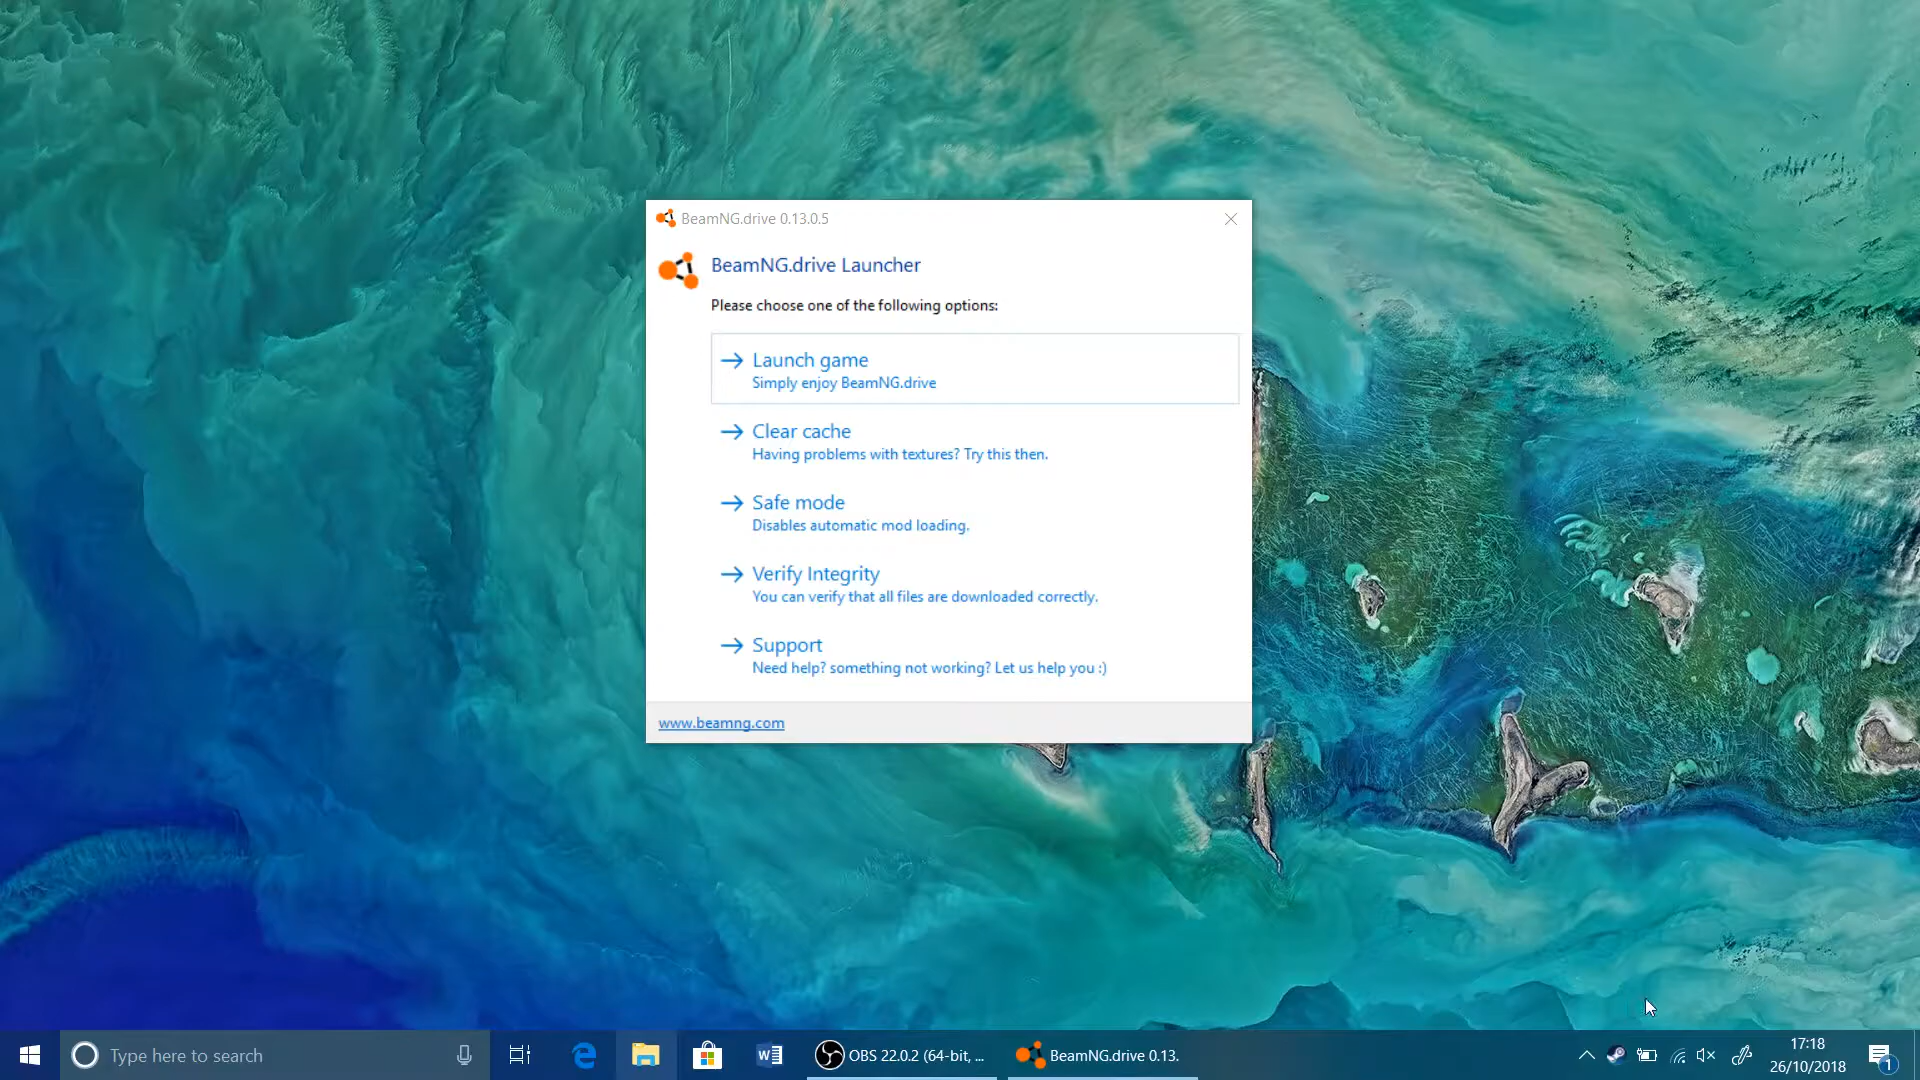 BeamNG.drive 0.13.0.5
BeamNG.drive Launcher
Please choose one of the following options:
Launch game
Simply enjoy BeamNG.drive
Clear cache
Having problems with textures? Try this then.
Safe mode
Disables automatic mod loading.
Verify Integrity
You can verify that all files are downloaded correctly.
Support
Need help? something not working? Let us help you :)
www.beamng.com
Type here to search
OBS 22.0.2 (64-bit, ...
BeamNG.drive 0.13.
17:18
26/10/2018
1